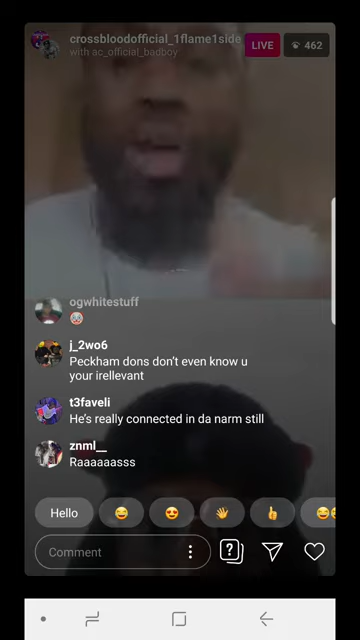 crossbloodofficial_1flame1side
LIVE
462
with ac_official_badboy
ogwhitestuff
🤡
j_2wo6
Peckham dons don't even know u
your irellevant
t3faveli
He's really connected in da narm still
znml__
Raaaaaasss
Hello
Comment
?